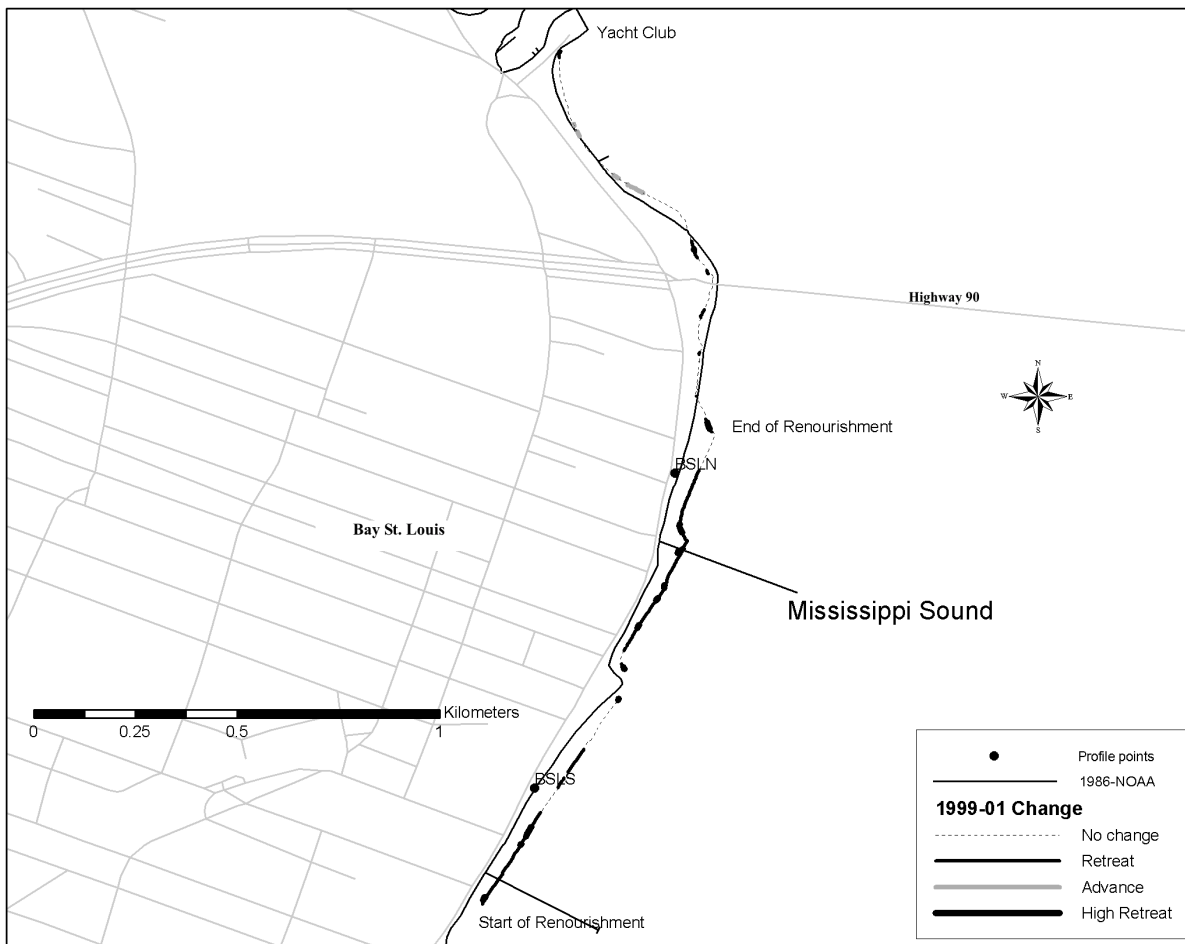 Yacht Club
Highway 90
N
W E
S
End of Renourishment
BSLN
Bay St. Louis
Mississippi Sound
Kilometers
0 0.25 0.5 1
BSLS
Start of Renourishment
Profile points
1986-NOAA
1999-01 Change
No change
Retreat
Advance
High Retreat